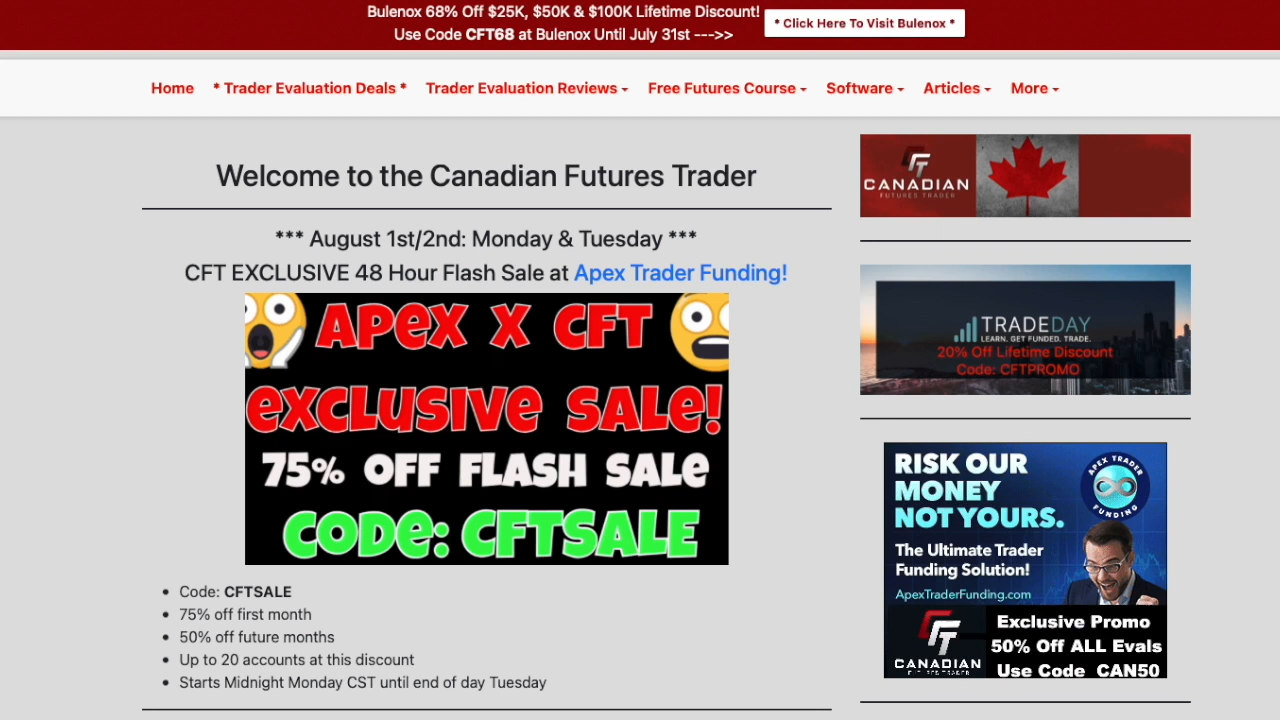 Bulenox 68% Off $25K, $50K & $100K Lifetime Discount!
Use Code CFT68 at Bulenox Until July 31st --->>
* Click Here To Visit Bulenox *
Home * Trader Evaluation Deals * Trader Evaluation Reviews Free Futures Course Software Articles More
Welcome to the Canadian Futures Trader
*** August 1st/2nd: Monday & Tuesday ***
CFT EXCLUSIVE 48 Hour Flash Sale at Apex Trader Funding!
APex X CFT
exCLUSIVe SALe!
75% OFF FLASH SALe
CODe: CFTSALE
Code: CFTSALE
75% off first month
50% off future months
Up to 20 accounts at this discount
Starts Midnight Monday CST until end of day Tuesday
CANADIAN
FUTURES TRADER
TRADEDAY
LEARN. GET FUNDED. TRADE.
20% Off Lifetime Discount
Code: CFTPROMO
RISK OUR
MONEY
NOT YOURS.
APEX TRADER
FUNDING
The Ultimate Trader
Funding Solution!
ApexTraderFunding.com
CANADIAN
FUTURES TRADER
Exclusive Promo
50% Off ALL Evals
Use Code CAN50